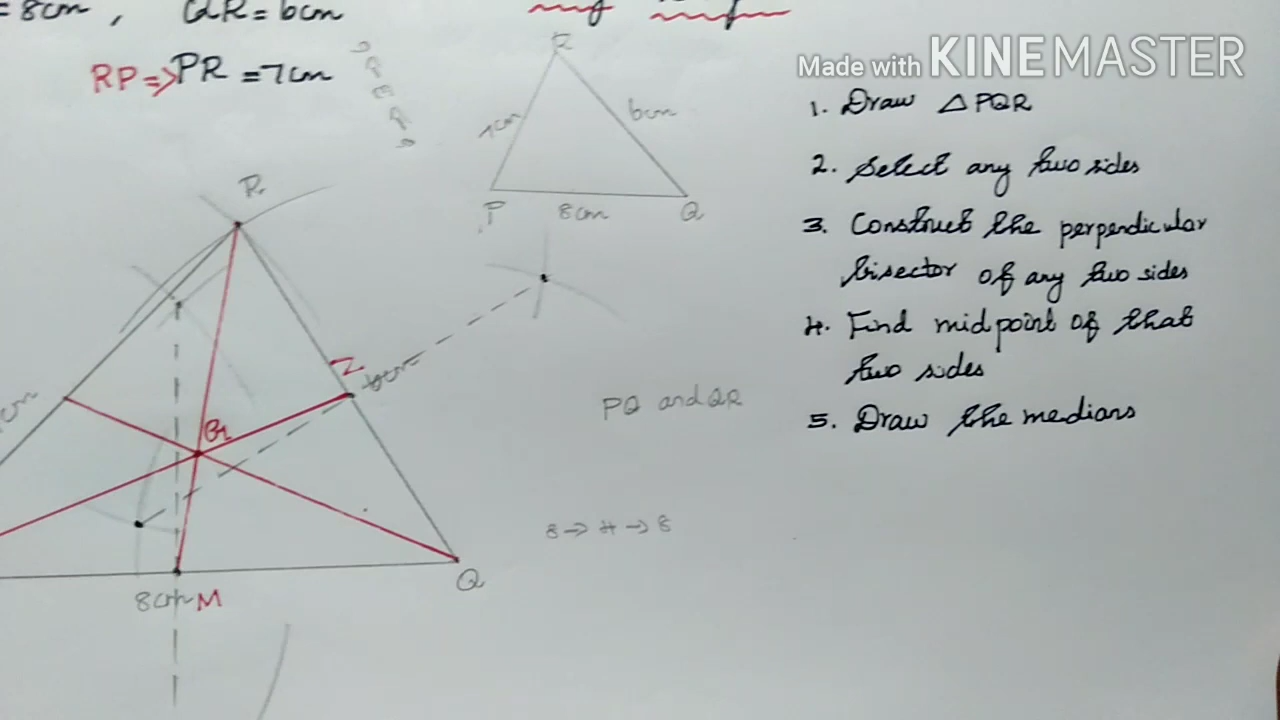 = 8cm, QR = 6cm
RP => PR = 7cm
R
7cm
6cm
P
8cm
Q
R
Z
6cm
G
8cm M
Q
PQ and QR
8 → 4 → 8
Made with KINEMASTER
1. Draw △ PQR
2. Select any two sides
3. Construct the perpendicular
bisector of any two sides
4. Find midpoint of that
two sides
5. Draw the medians